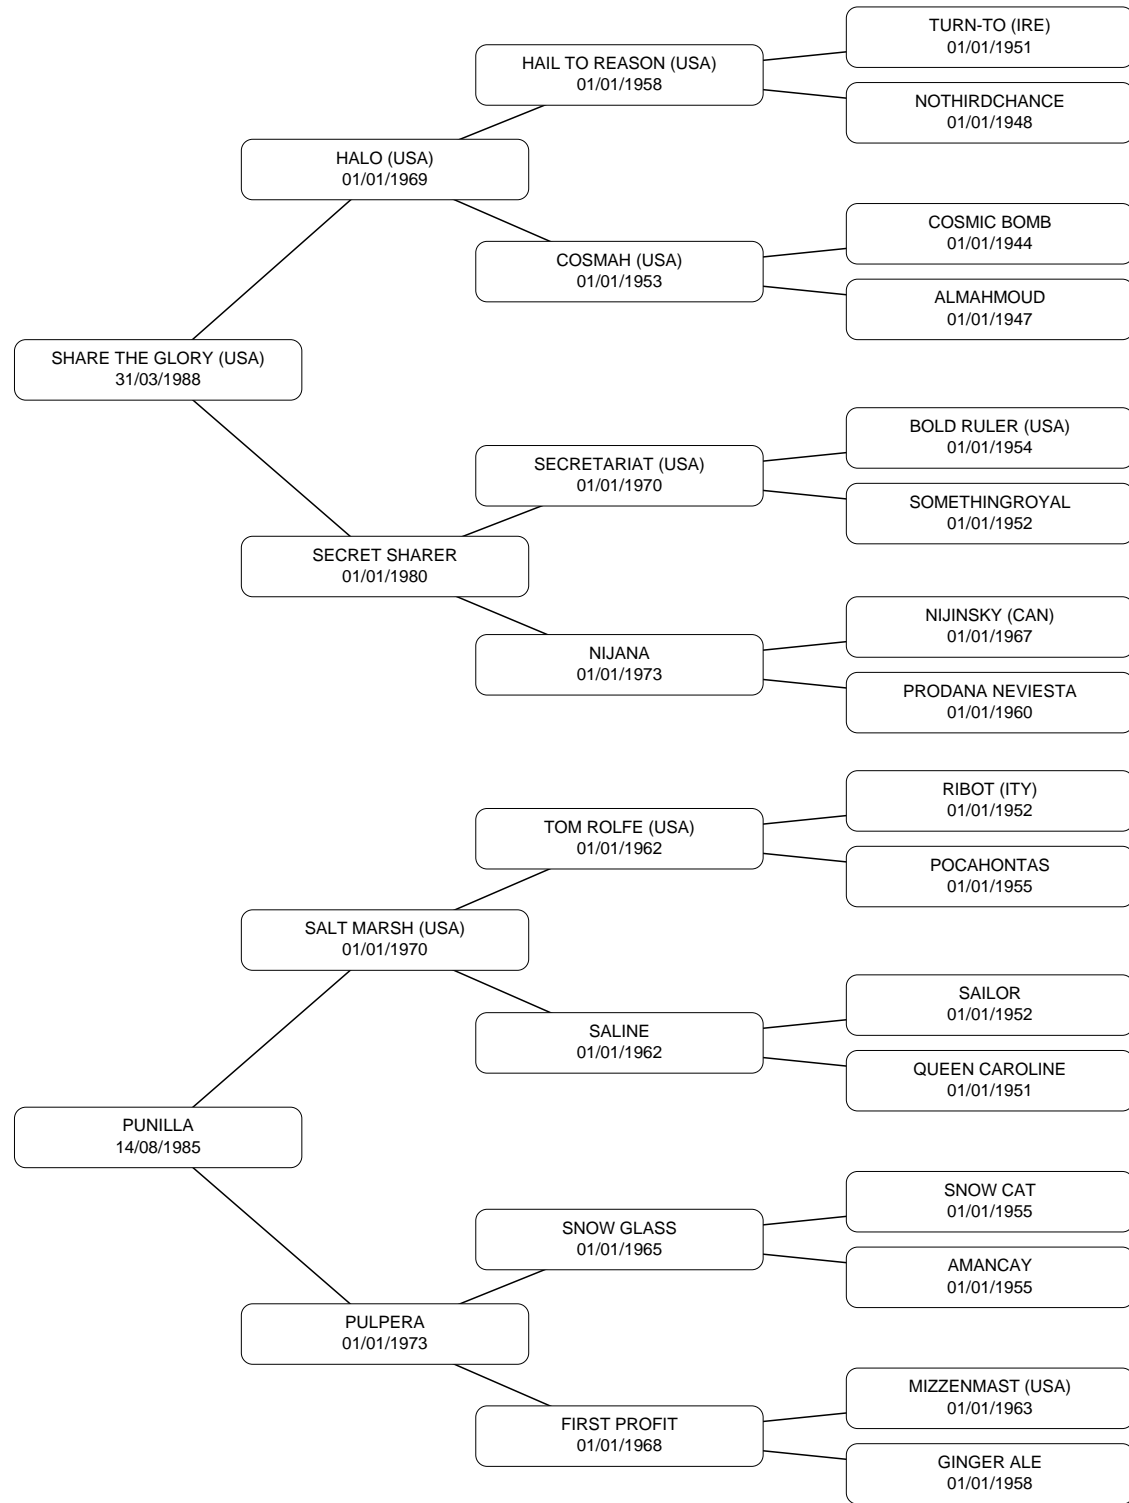 TURN-TO (IRE)
01/01/1951
HAIL TO REASON (USA)
01/01/1958
NOTHIRDCHANCE
01/01/1948
HALO (USA)
01/01/1969
COSMIC BOMB
01/01/1944
COSMAH (USA)
01/01/1953
ALMAHMOUD
01/01/1947
SHARE THE GLORY (USA)
31/03/1988
BOLD RULER (USA)
01/01/1954
SECRETARIAT (USA)
01/01/1970
SOMETHINGROYAL
01/01/1952
SECRET SHARER
01/01/1980
NIJINSKY (CAN)
01/01/1967
NIJANA
01/01/1973
PRODANA NEVIESTA
01/01/1960
RIBOT (ITY)
01/01/1952
TOM ROLFE (USA)
01/01/1962
POCAHONTAS
01/01/1955
SALT MARSH (USA)
01/01/1970
SAILOR
01/01/1952
SALINE
01/01/1962
QUEEN CAROLINE
01/01/1951
PUNILLA
14/08/1985
SNOW CAT
01/01/1955
SNOW GLASS
01/01/1965
AMANCAY
01/01/1955
PULPERA
01/01/1973
MIZZENMAST (USA)
01/01/1963
FIRST PROFIT
01/01/1968
GINGER ALE
01/01/1958